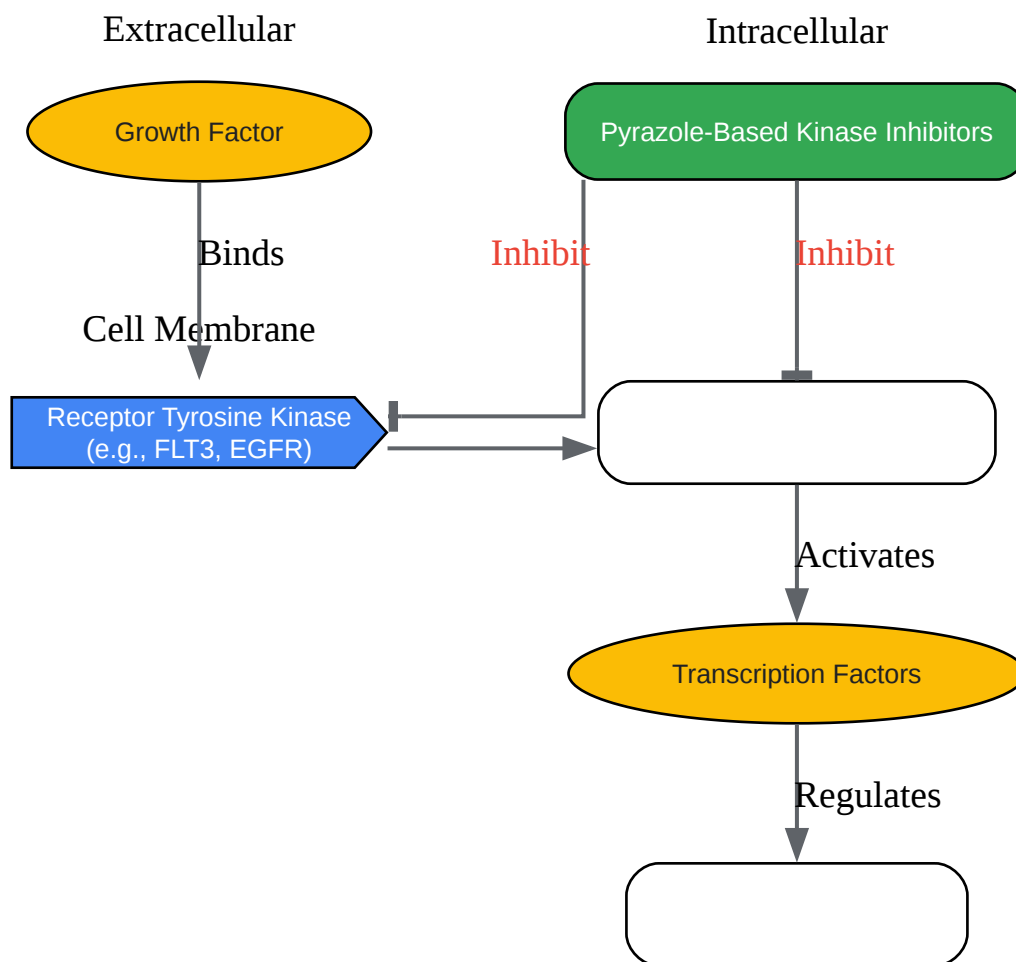 Extracellular
Intracellular
Growth Factor
Pyrazole-Based Kinase Inhibitors
Binds
Inhibit
Inhibit
Cell Membrane
Receptor Tyrosine Kinase
(e.g., FLT3, EGFR)
Activates
Transcription Factors
Regulates